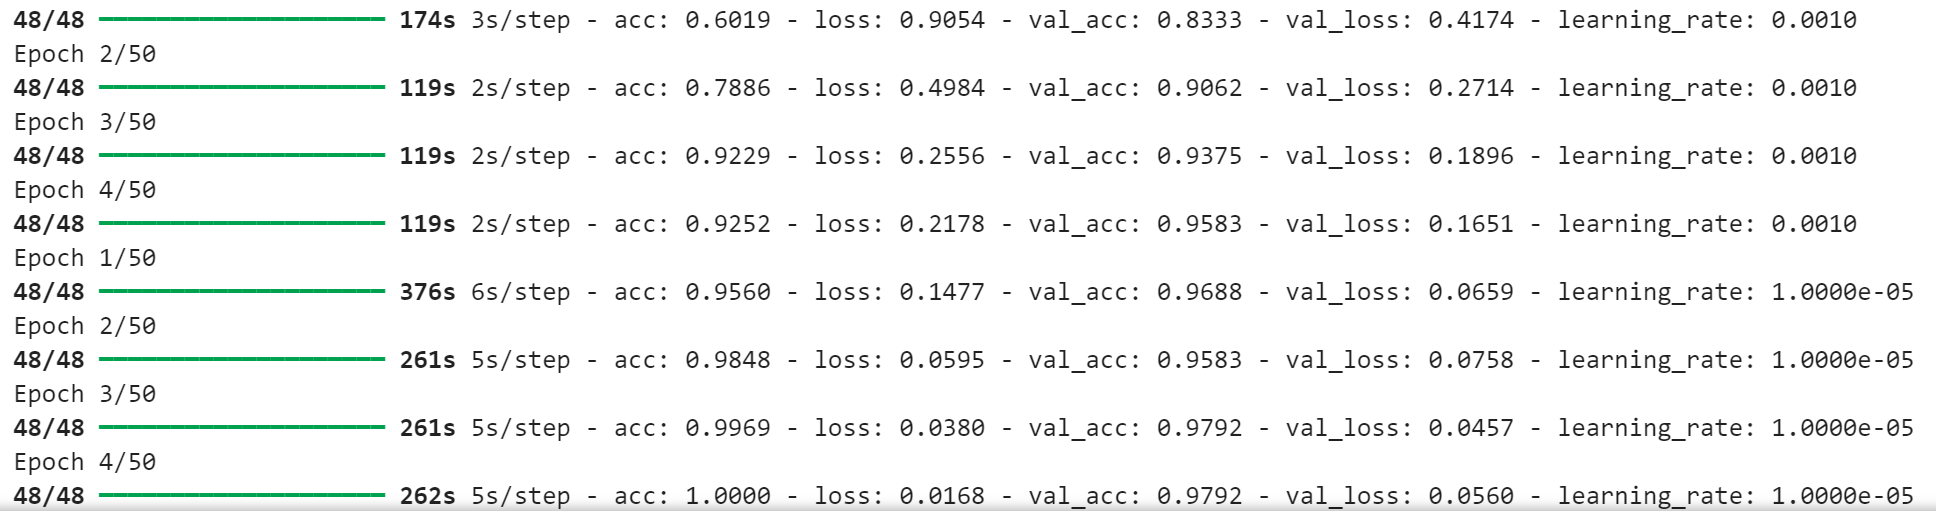 48/48 ━━━━━━━━━━━━━━━━━━━━ 174s 3s/step - acc: 0.6019 - loss: 0.9054 - val_acc: 0.8333 - val_loss: 0.4174 - learning_rate: 0.0010
Epoch 2/50
48/48 ━━━━━━━━━━━━━━━━━━━━ 119s 2s/step - acc: 0.7886 - loss: 0.4984 - val_acc: 0.9062 - val_loss: 0.2714 - learning_rate: 0.0010
Epoch 3/50
48/48 ━━━━━━━━━━━━━━━━━━━━ 119s 2s/step - acc: 0.9229 - loss: 0.2556 - val_acc: 0.9375 - val_loss: 0.1896 - learning_rate: 0.0010
Epoch 4/50
48/48 ━━━━━━━━━━━━━━━━━━━━ 119s 2s/step - acc: 0.9252 - loss: 0.2178 - val_acc: 0.9583 - val_loss: 0.1651 - learning_rate: 0.0010
Epoch 1/50
48/48 ━━━━━━━━━━━━━━━━━━━━ 376s 6s/step - acc: 0.9560 - loss: 0.1477 - val_acc: 0.9688 - val_loss: 0.0659 - learning_rate: 1.0000e-05
Epoch 2/50
48/48 ━━━━━━━━━━━━━━━━━━━━ 261s 5s/step - acc: 0.9848 - loss: 0.0595 - val_acc: 0.9583 - val_loss: 0.0758 - learning_rate: 1.0000e-05
Epoch 3/50
48/48 ━━━━━━━━━━━━━━━━━━━━ 261s 5s/step - acc: 0.9969 - loss: 0.0380 - val_acc: 0.9792 - val_loss: 0.0457 - learning_rate: 1.0000e-05
Epoch 4/50
48/48 ━━━━━━━━━━━━━━━━━━━━ 262s 5s/step - acc: 1.0000 - loss: 0.0168 - val_acc: 0.9792 - val_loss: 0.0560 - learning_rate: 1.0000e-05